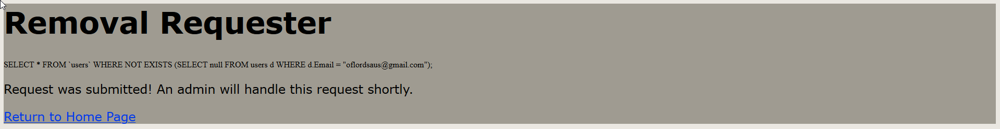 Removal Requester
SELECT * FROM `users` WHERE NOT EXISTS (SELECT null FROM users d WHERE d.Email = "oflordsaus@gmail.com");
Request was submitted! An admin will handle this request shortly.
Return to Home Page